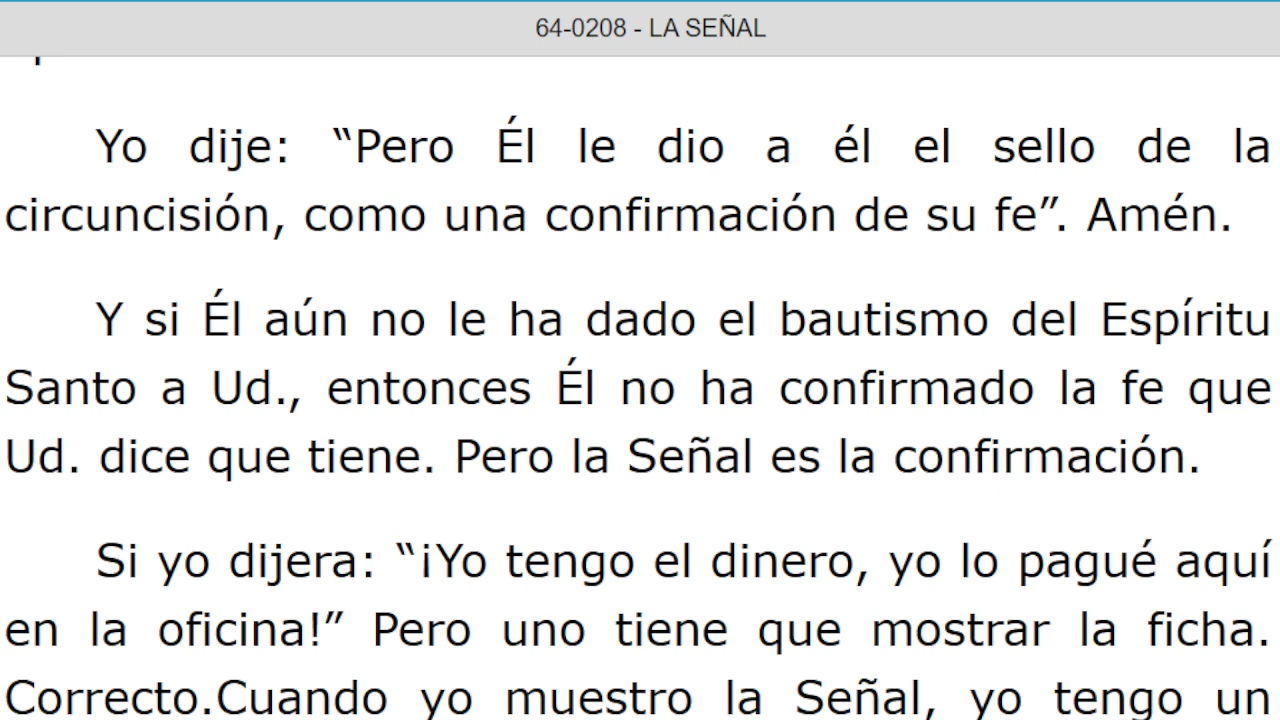 64-0208 - LA SEÑAL
Yo dije: “Pero Él le dio a él el sello de la
circuncisión, como una confirmación de su fe”. Amén.
Y si Él aún no le ha dado el bautismo del Espíritu
Santo a Ud., entonces Él no ha confirmado la fe que
Ud. dice que tiene. Pero la Señal es la confirmación.
Si yo dijera: “¡Yo tengo el dinero, yo lo pagué aquí
en la oficina!” Pero uno tiene que mostrar la ficha.
Correcto.Cuando yo muestro la Señal, yo tengo un